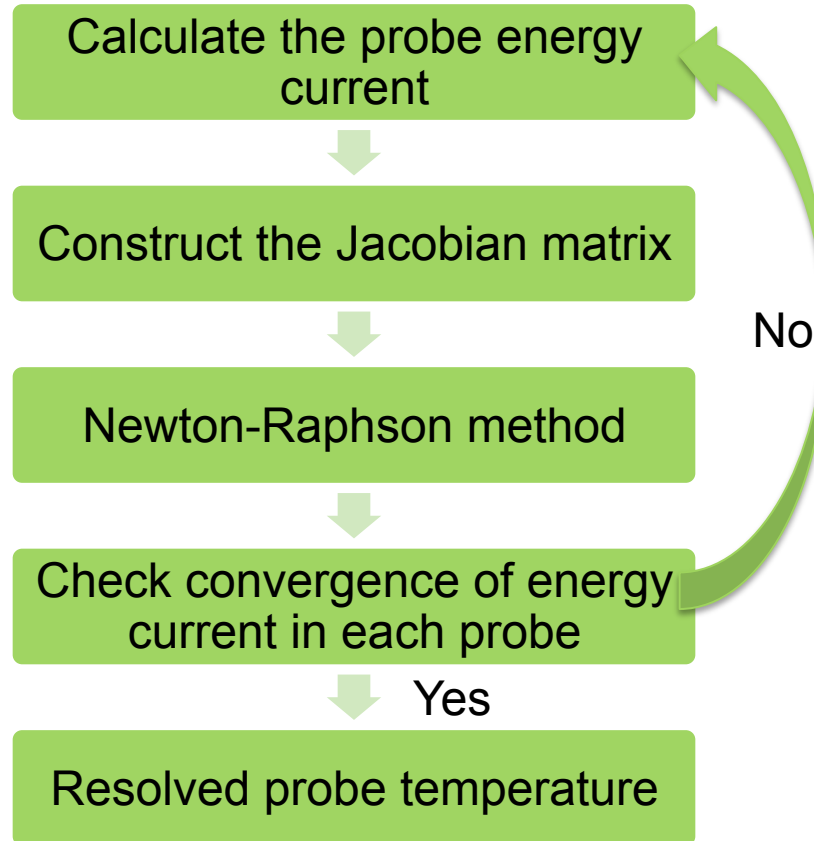 Calculate the probe energy
current
Construct the Jacobian matrix
No
Newton-Raphson method
Check convergence of energy
current in each probe
Yes
Resolved probe temperature